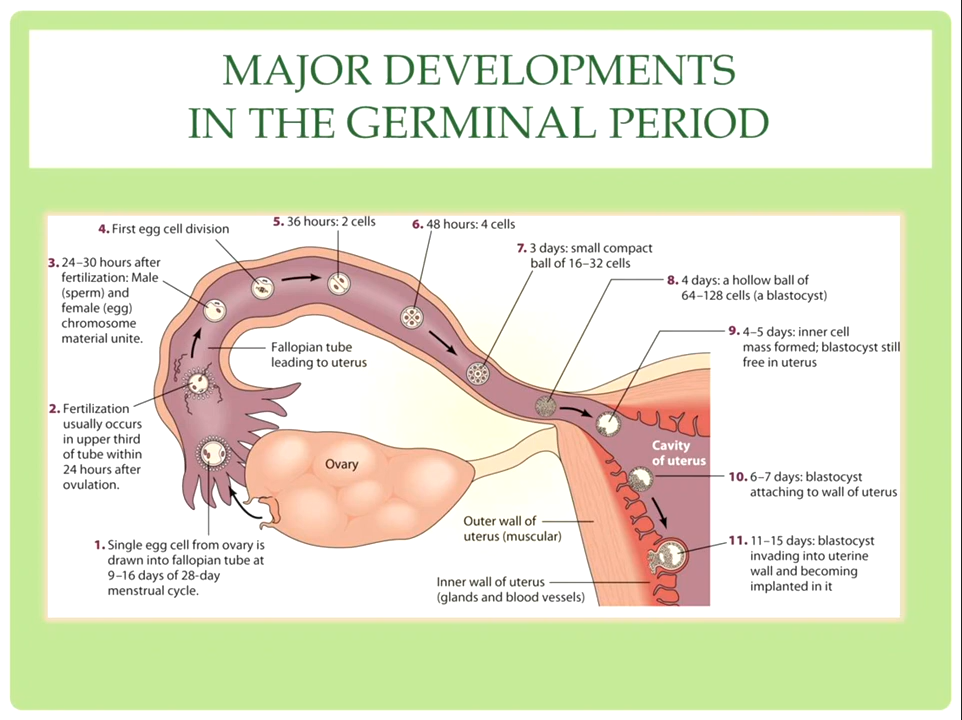 MAJOR DEVELOPMENTS
IN THE GERMINAL PERIOD
1. Single egg cell from ovary is
drawn into fallopian tube at
9–16 days of 28-day
menstrual cycle.
2. Fertilization
usually occurs
in upper third
of tube within
24 hours after
ovulation.
3. 24–30 hours after
fertilization: Male
(sperm) and
female (egg)
chromosome
material unite.
4. First egg cell division
5. 36 hours: 2 cells
6. 48 hours: 4 cells
7. 3 days: small compact
ball of 16–32 cells
8. 4 days: a hollow ball of
64–128 cells (a blastocyst)
9. 4–5 days: inner cell
mass formed; blastocyst still
free in uterus
10. 6–7 days: blastocyst
attaching to wall of uterus
11. 11–15 days: blastocyst
invading into uterine
wall and becoming
implanted in it
Fallopian tube
leading to uterus
Ovary
Cavity
of uterus
Outer wall of
uterus (muscular)
Inner wall of uterus
(glands and blood vessels)